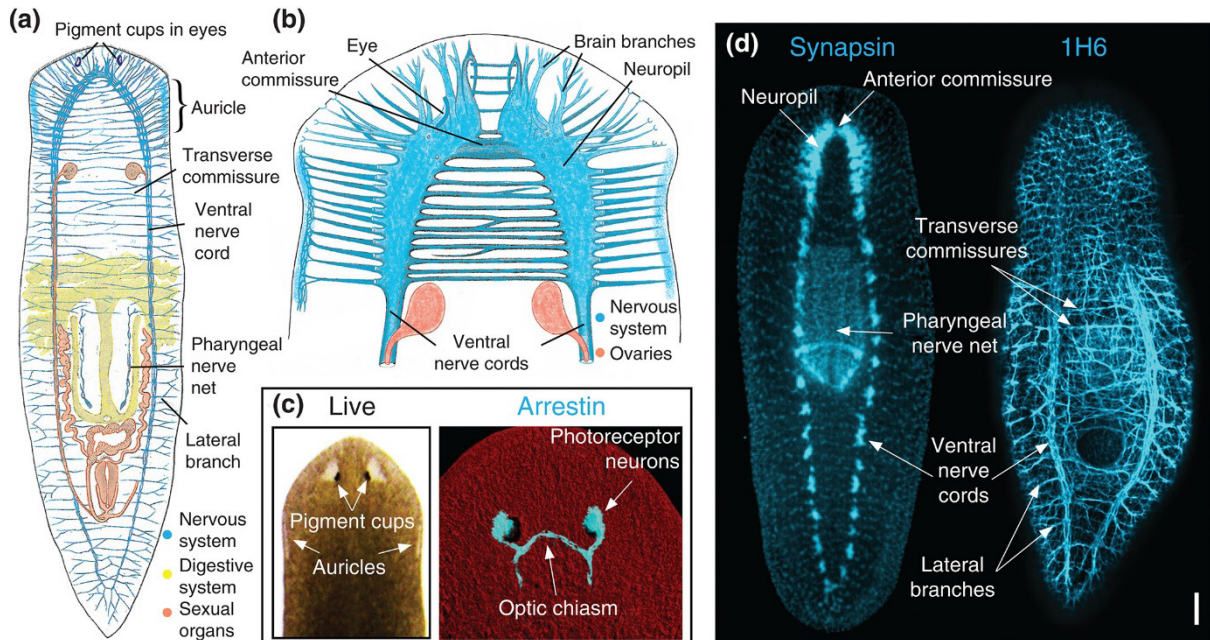 (a)
Pigment cups in eyes
Auricle
Transverse
commissure
Ventral
nerve
cord
Pharyngeal
nerve
net
Lateral
branch
Nervous
system
Digestive
system
Sexual
organs
(b)
Eye
Anterior
commissure
Brain branches
Neuropil
Ventral
nerve cords
Nervous
system
Ovaries
(c)
Live
Arrestin
Pigment cups
Auricles
Photoreceptor
neurons
Optic chiasm
(d)
Synapsin
1H6
Neuropil
Anterior commissure
Transverse
commissures
Pharyngeal
nerve net
Ventral
nerve
cords
Lateral
branches